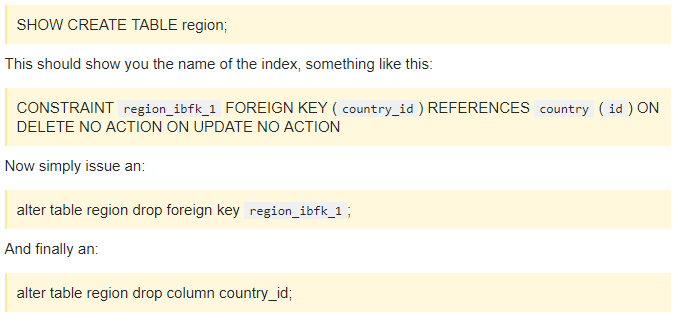 SHOW CREATE TABLE region;
This should show you the name of the index, something like this:
CONSTRAINT region_ibfk_1 FOREIGN KEY ( country_id ) REFERENCES country ( id ) ON
DELETE NO ACTION ON UPDATE NO ACTION
Now simply issue an:
alter table region drop foreign key region_ibfk_1 ;
And finally an:
alter table region drop column country_id;